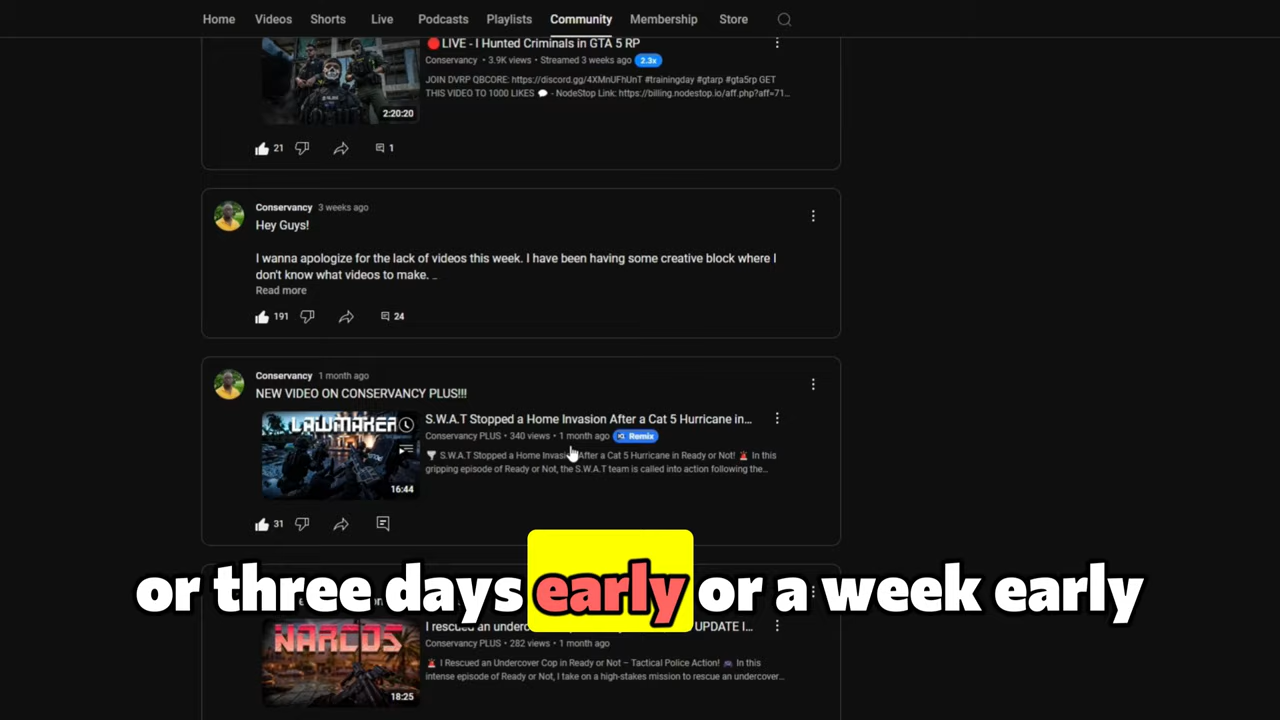 Home Videos Shorts Live Podcasts Playlists Community Membership Store
🔴LIVE - I Hunted Criminals in GTA 5 RP
Conservancy • 3.9K views • Streamed 3 weeks ago 2.3x
JOIN DVRP QBCORE: https://discord.gg/4XMnUFhUnT #trainingday #gtarp #gta5rp GET
THIS VIDEO TO 1000 LIKES 💬 - NodeStop Link: https://billing.nodestop.io/aff.php?aff=71...
2:20:20
21 1
Conservancy 3 weeks ago
Hey Guys!
I wanna apologize for the lack of videos this week. I have been having some creative block where I
don't know what videos to make. ...
Read more
191 24
Conservancy 1 month ago
NEW VIDEO ON CONSERVANCY PLUS!!!
LAWMAKER
S.W.A.T Stopped a Home Invasion After a Cat 5 Hurricane in...
Conservancy PLUS • 340 views • 1 month ago Remix
S.W.A.T Stopped a Home Invasion After a Cat 5 Hurricane in Ready or Not! 🚨 In this
gripping episode of Ready or Not, the S.W.A.T team is called into action following the...
16:44
31
or three days early or a week early
NARCOS
I rescued an underco UPDATE I...
Conservancy PLUS • 282 views • 1 month ago
🚨 I Rescued an Undercover Cop in Ready or Not – Tactical Police Action! 🎮 In this
intense episode of Ready or Not, I take on a high-stakes mission to rescue an undercover...
18:25